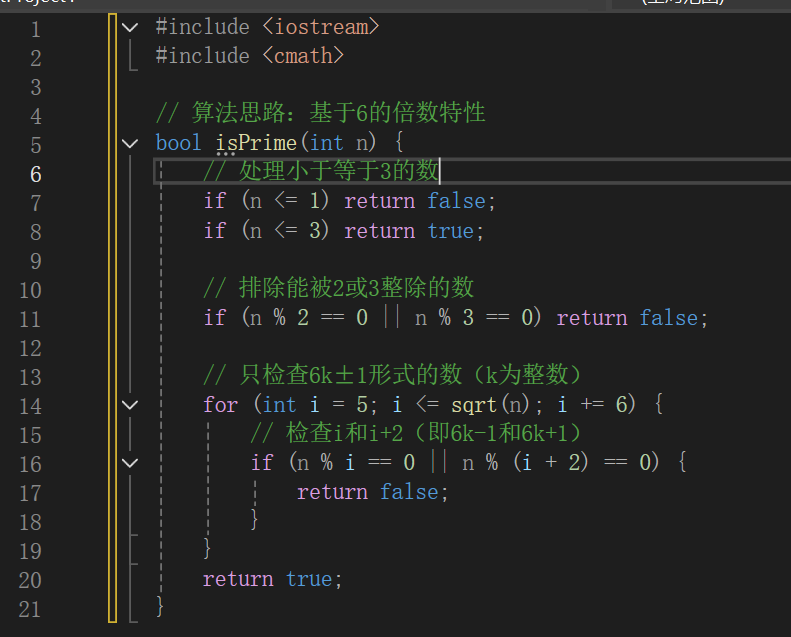 1 #include <iostream>
2 #include <cmath>
3
4 // 算法思路：基于6的倍数特性
5 bool isPrime(int n) {
6 // 处理小于等于3的数
7 if (n <= 1) return false;
8 if (n <= 3) return true;
9
10 // 排除能被2或3整除的数
11 if (n % 2 == 0 || n % 3 == 0) return false;
12
13 // 只检查6k±1形式的数（k为整数）
14 for (int i = 5; i <= sqrt(n); i += 6) {
15 // 检查i和i+2（即6k-1和6k+1）
16 if (n % i == 0 || n % (i + 2) == 0) {
17 return false;
18 }
19 }
20 return true;
21 }